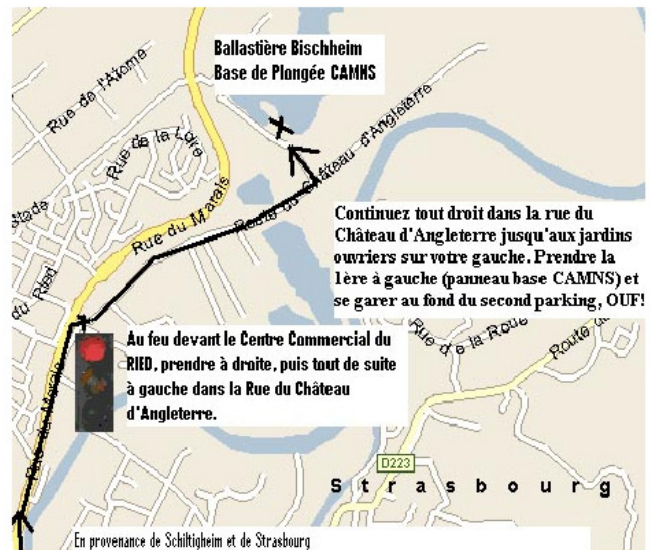 Ballastière Bischheim
Base de Plongée CAMNS
Rue de l'Atome
Rue de la Loire
Stade
Rue du Marais
Route du Château d'Angleterre
du Ried
Continuez tout droit dans la rue du
Château d'Angleterre jusqu'aux jardins
ouvriers sur votre gauche. Prendre la
1ère à gauche (panneau base CAMNS) et
se garer au fond du second parking, OUF!
Rue de la Roue
Route
Au feu devant le Centre Commercial du
RIED, prendre à droite, puis tout de suite
à gauche dans la Rue du Château
d'Angleterre.
Rue du Marais
D223
Strasbourg
En provenance de Schiltigheim et de Strasbourg